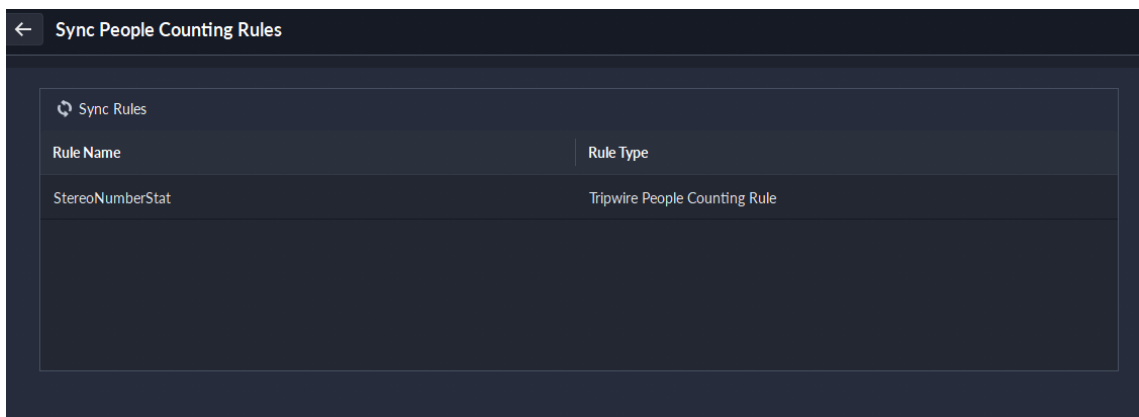 Sync People Counting Rules
Sync Rules
Rule Name Rule Type
StereoNumberStat Tripwire People Counting Rule